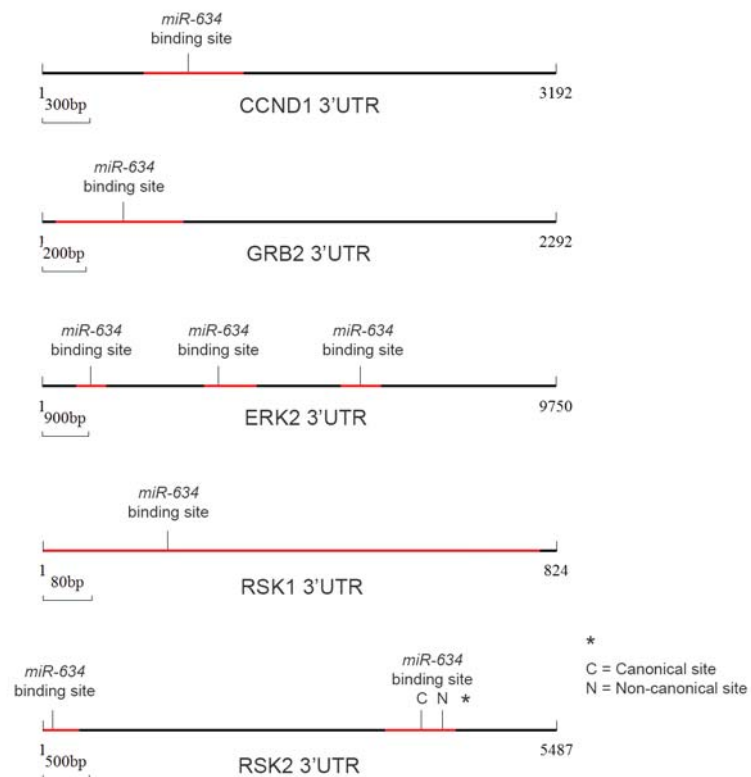 miR-634
binding site
1
3192
300bp
CCND1 3'UTR
miR-634
binding site
1
2292
200bp
GRB2 3'UTR
miR-634 miR-634 miR-634
binding site binding site binding site
1
9750
900bp
ERK2 3'UTR
miR-634
binding site
1
824
80bp
RSK1 3'UTR
*
C = Canonical site
N = Non-canonical site
miR-634 miR-634
binding site binding site
C N *
1
5487
500bp
RSK2 3'UTR